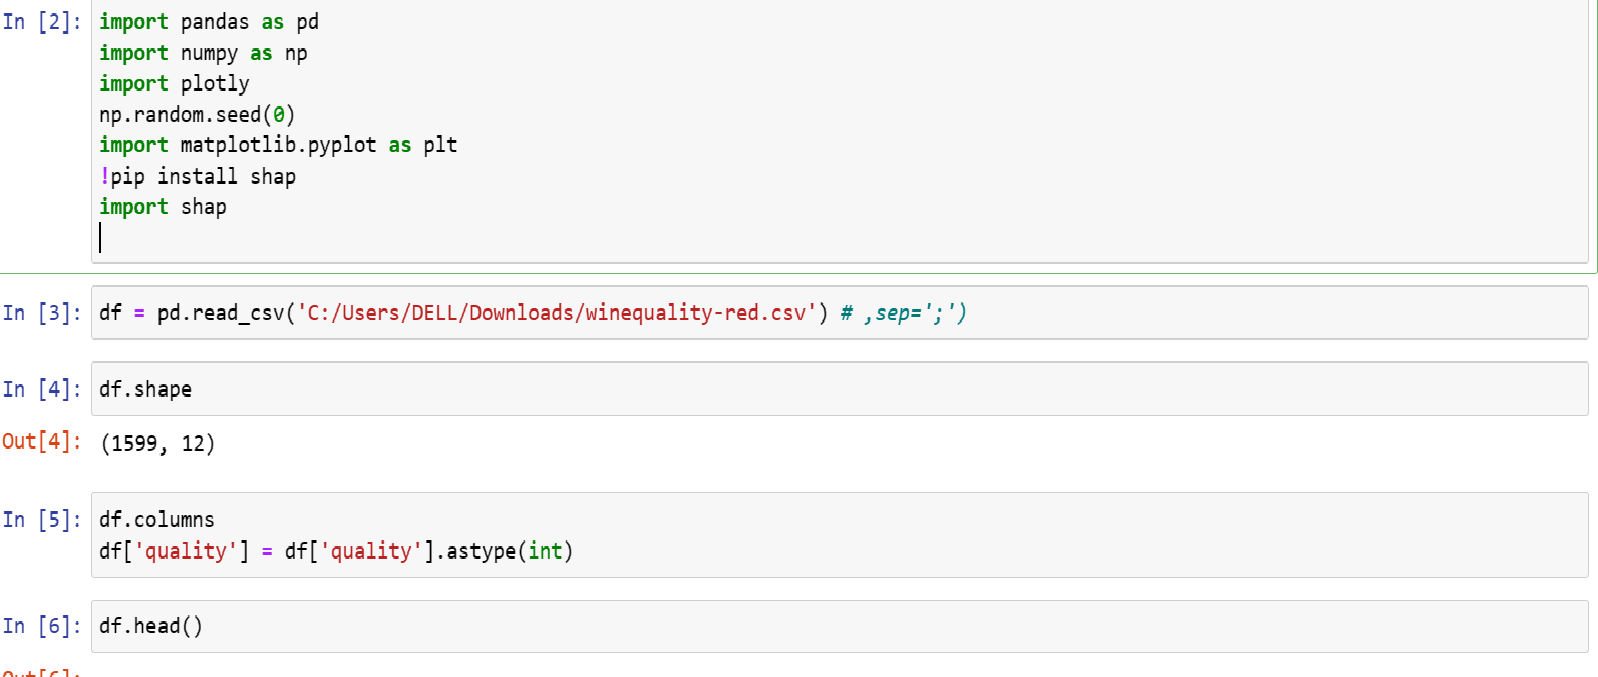 In [2]: import pandas as pd
import numpy as np
import plotly
np.random.seed(0)
import matplotlib.pyplot as plt
!pip install shap
import shap
In [3]: df = pd.read_csv('C:/Users/DELL/Downloads/winequality-red.csv') # ,sep=';')
In [4]: df.shape
Out[4]: (1599, 12)
In [5]: df.columns
df['quality'] = df['quality'].astype(int)
In [6]: df.head()
Out[6]: